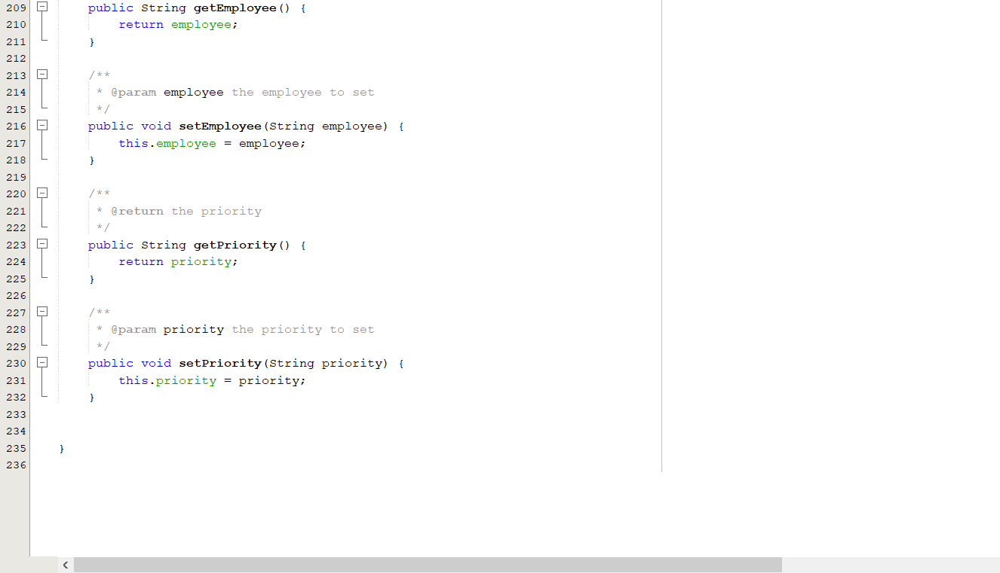 209 public String getEmployee() {
210 return employee;
211 }
212
213 /**
214 * @param employee the employee to set
215 */
216 public void setEmployee(String employee) {
217 this.employee = employee;
218 }
219
220 /**
221 * @return the priority
222 */
223 public String getPriority() {
224 return priority;
225 }
226
227 /**
228 * @param priority the priority to set
229 */
230 public void setPriority(String priority) {
231 this.priority = priority;
232 }
233
234
235 }
236